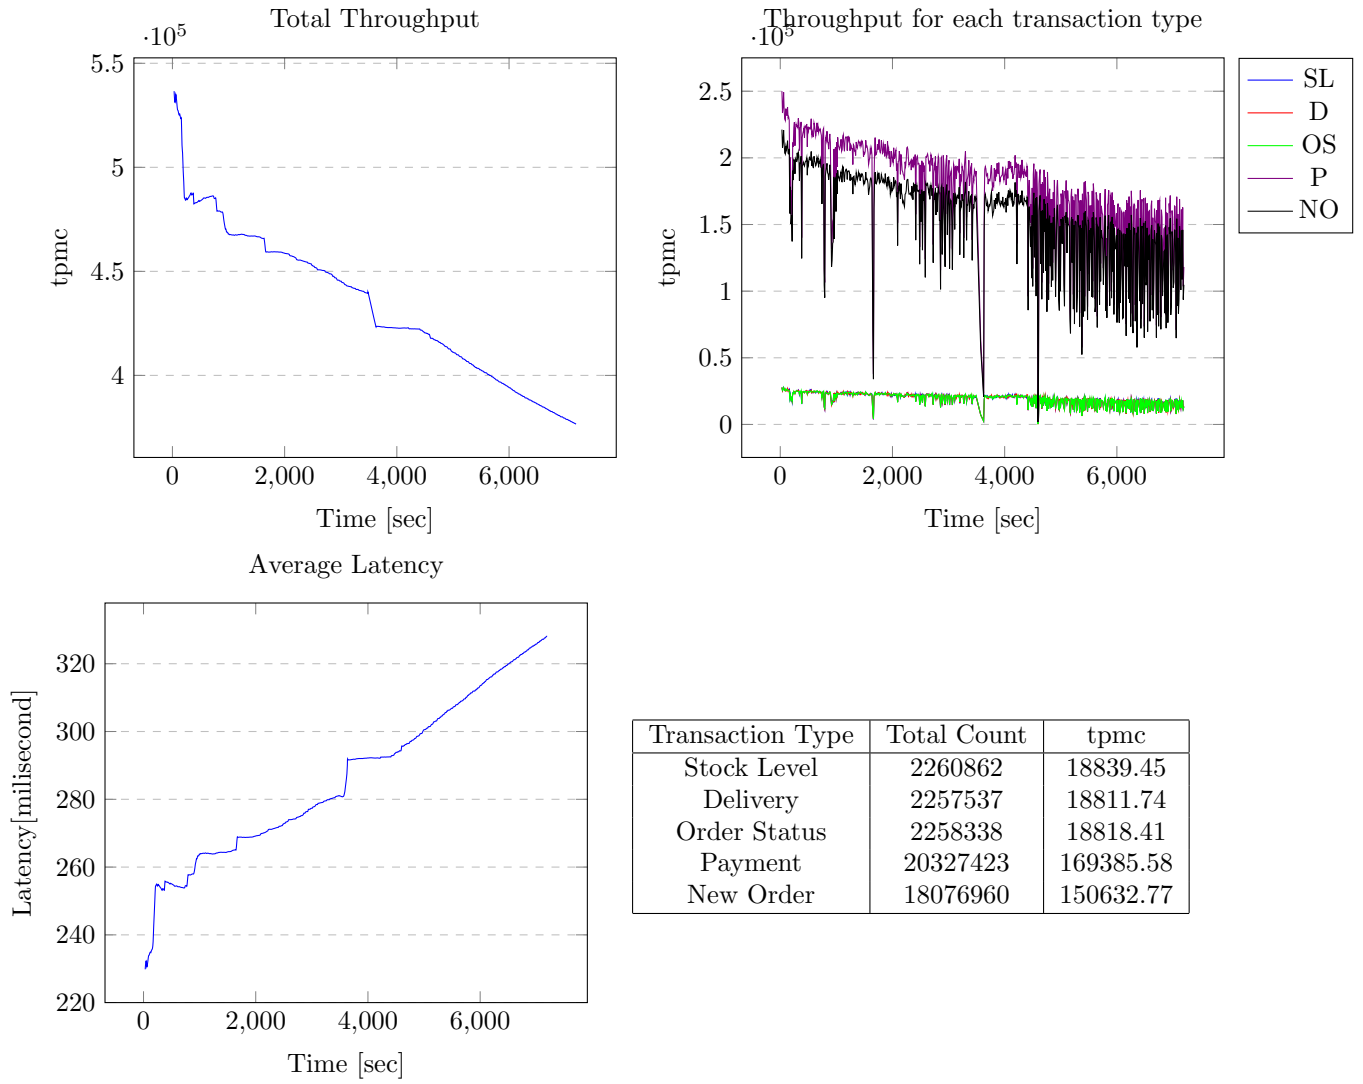 Total Throughput
·10⁵
5.5
5
4.5
4
tpmc
0 2,000 4,000 6,000
Time [sec]
Throughput for each transaction type
·10⁵
2.5
2
1.5
1
0.5
0
tpmc
0 2,000 4,000 6,000
Time [sec]
SL
D
OS
P
NO
Average Latency
320
300
280
260
240
220
Latency[milisecond]
0 2,000 4,000 6,000
Time [sec]
Transaction Type Total Count tpmc
Stock Level 2260862 18839.45
Delivery 2257537 18811.74
Order Status 2258338 18818.41
Payment 20327423 169385.58
New Order 18076960 150632.77